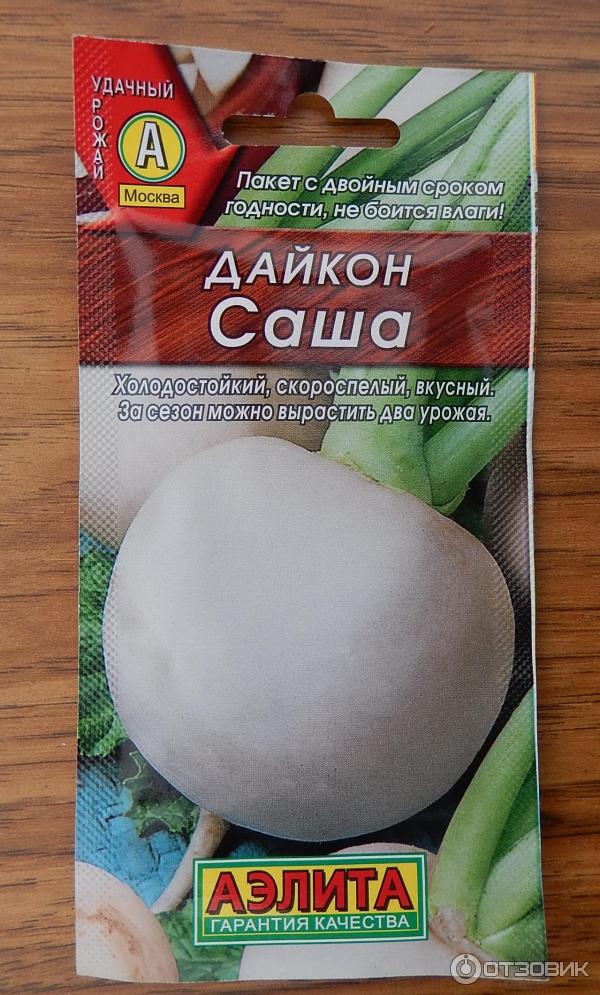 УДАЧНЫЙ
УРОЖАЙ
А
Москва
Пакет с двойным сроком
годности, не боится влаги!
ДАЙКОН
Саша
Холодостойкий, скороспелый, вкусный.
За сезон можно вырастить два урожая.
АЭЛИТА
ГАРАНТИЯ КАЧЕСТВА
ОТЗОВИК